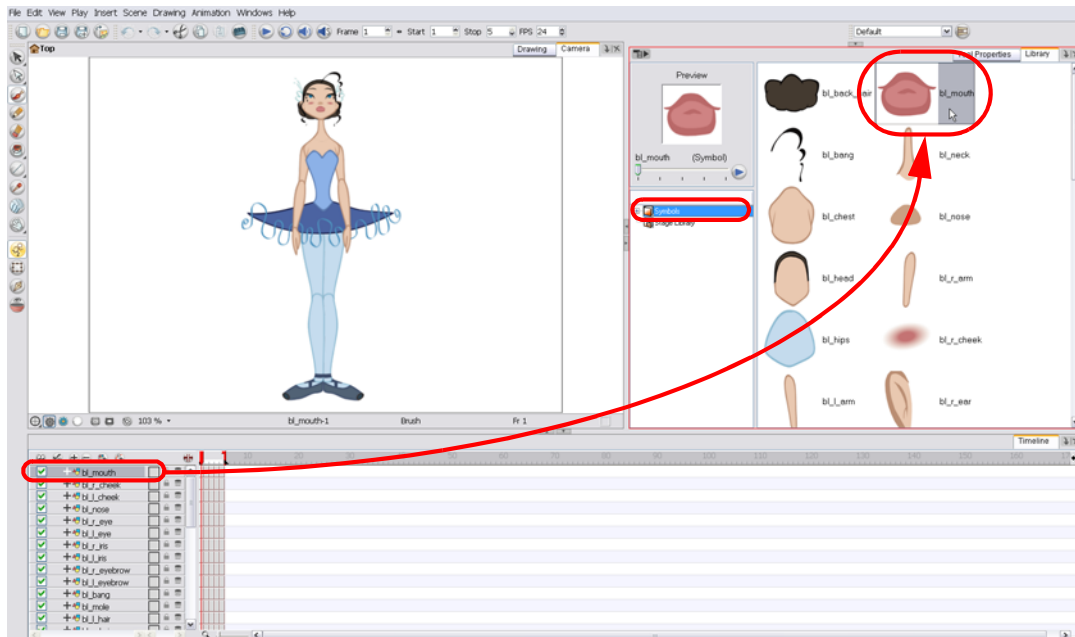 File Edit View Play Insert Scene Drawing Animation Windows Help
Frame 1 Start 1 Stop 5 FPS 24
Default
Top
Drawing Camera
Tool Properties Library
Preview
bl_mouth (Symbol)
Symbols
Stage Library
bl_back_hair
bl_mouth
bl_bang
bl_neck
bl_chest
bl_nose
bl_head
bl_r_arm
bl_hips
bl_r_cheek
bl_l_arm
bl_r_ear
103 %
bl_mouth-1
Brush
Fr 1
Timeline
10 20 30 40 50 60 70 80 90 100 110 120 130 140 150 160 17
bl_mouth
bl_r_cheek
bl_l_cheek
bl_nose
bl_r_eye
bl_l_eye
bl_r_iris
bl_l_iris
bl_r_eyebrow
bl_l_eyebrow
bl_bang
bl_mole
bl_l_hair